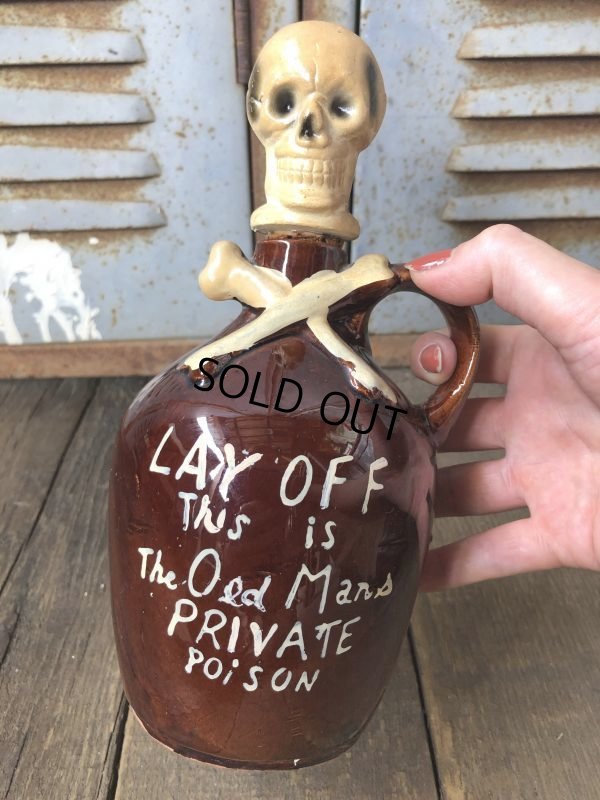 SOLD OUT
LAY OFF
This is
The Old Mans
PRIVATE
POiSON